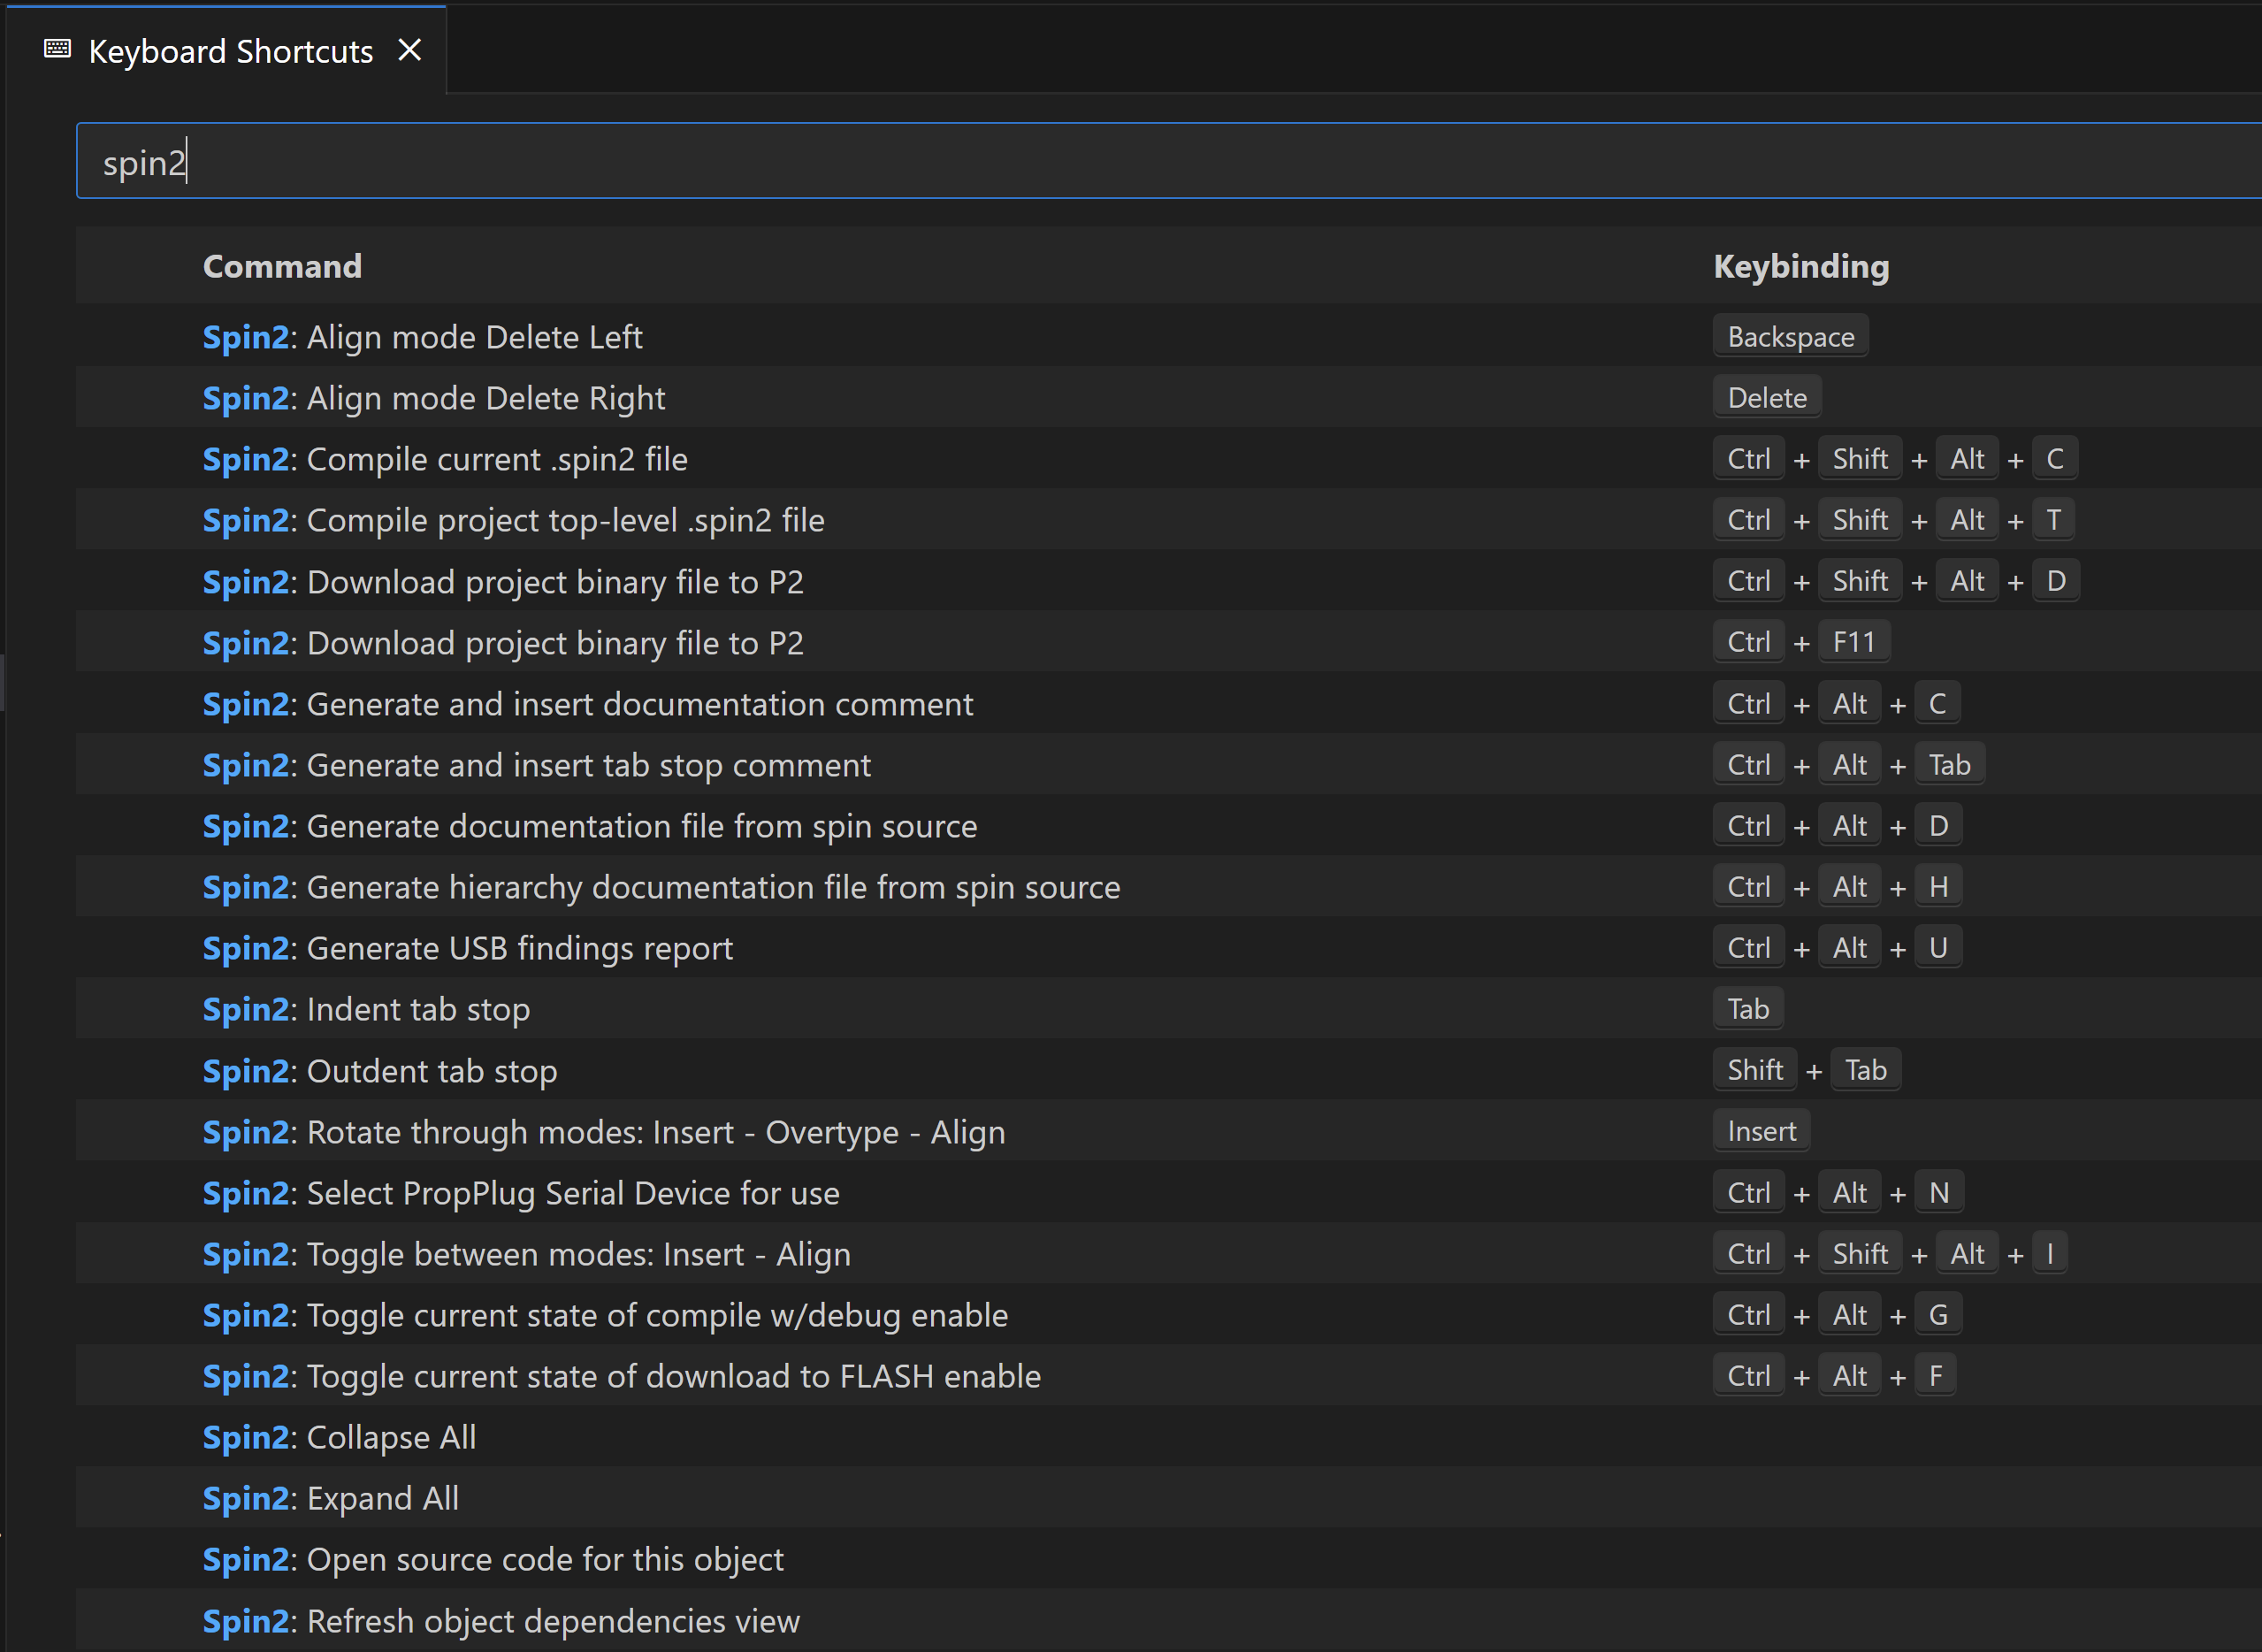 Keyboard Shortcuts
spin2
Command Keybinding
Spin2: Align mode Delete Left Backspace
Spin2: Align mode Delete Right Delete
Spin2: Compile current .spin2 file Ctrl + Shift + Alt + C
Spin2: Compile project top-level .spin2 file Ctrl + Shift + Alt + T
Spin2: Download project binary file to P2 Ctrl + Shift + Alt + D
Spin2: Download project binary file to P2 Ctrl + F11
Spin2: Generate and insert documentation comment Ctrl + Alt + C
Spin2: Generate and insert tab stop comment Ctrl + Alt + Tab
Spin2: Generate documentation file from spin source Ctrl + Alt + D
Spin2: Generate hierarchy documentation file from spin source Ctrl + Alt + H
Spin2: Generate USB findings report Ctrl + Alt + U
Spin2: Indent tab stop Tab
Spin2: Outdent tab stop Shift + Tab
Spin2: Rotate through modes: Insert - Overtype - Align Insert
Spin2: Select PropPlug Serial Device for use Ctrl + Alt + N
Spin2: Toggle between modes: Insert - Align Ctrl + Shift + Alt + I
Spin2: Toggle current state of compile w/debug enable Ctrl + Alt + G
Spin2: Toggle current state of download to FLASH enable Ctrl + Alt + F
Spin2: Collapse All
Spin2: Expand All
Spin2: Open source code for this object
Spin2: Refresh object dependencies view